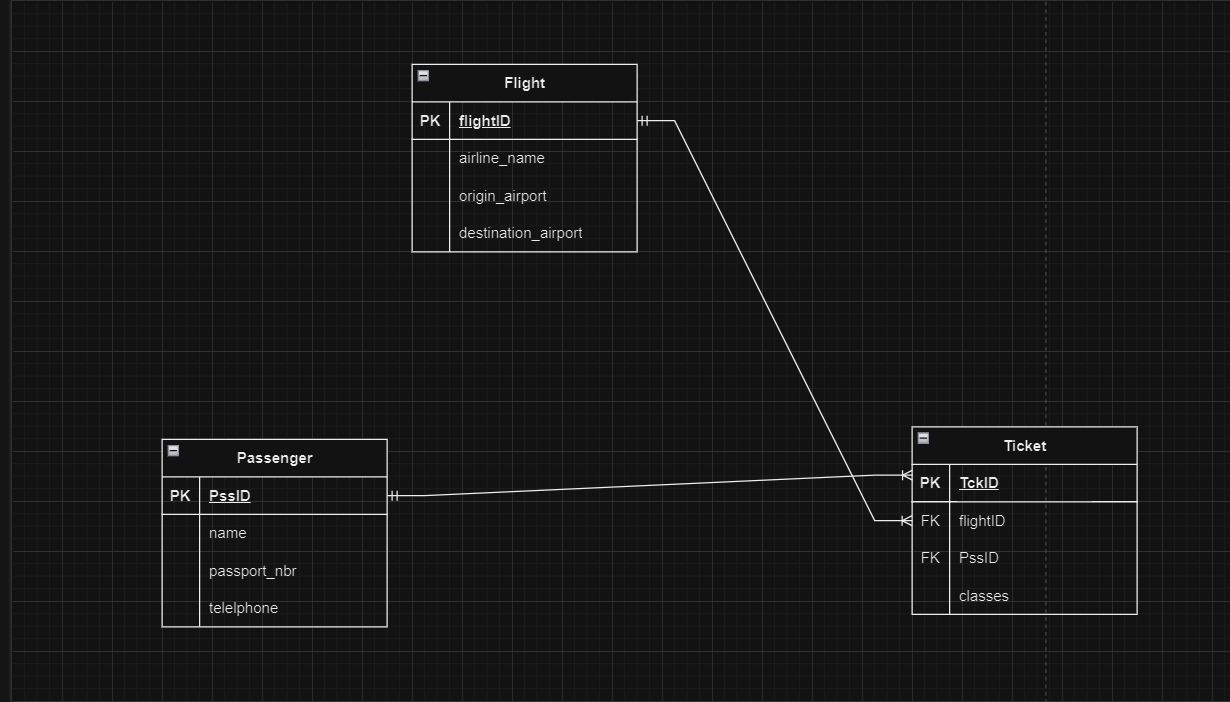 Flight
PK flightID
airline_name
origin_airport
destination_airport
Passenger
PK PssID
name
passport_nbr
telelphone
Ticket
PK TckID
FK flightID
FK PssID
classes